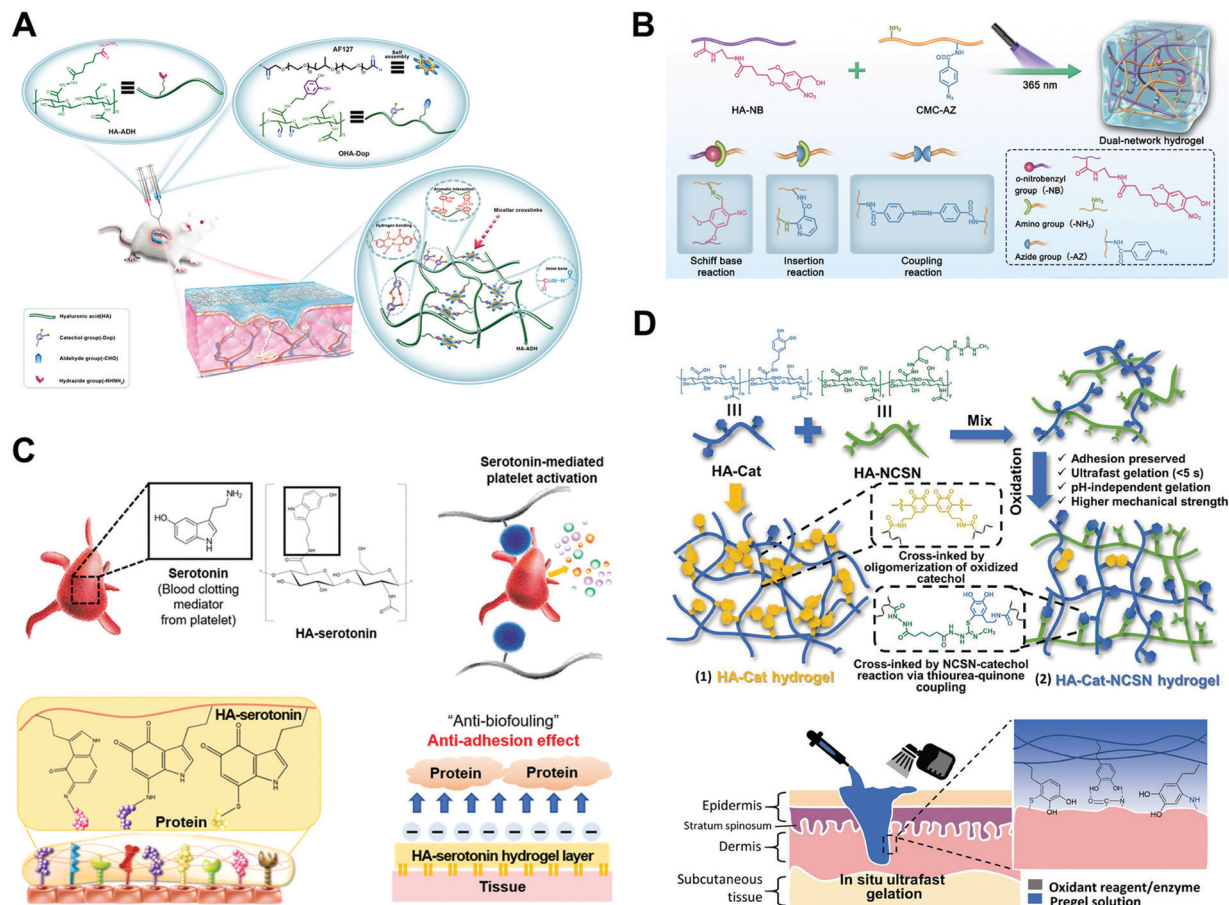 A
AF127
Self
assembly
HA-ADH
OHA-Dop
Aromatic interaction
Micellar crosslinks
Hydrogen bonding
Imine bone
HA-ADH
Hyaluronic acid(HA)
Catechol group(-Dop)
Aldehyde group(-CHO)
Hydrazide group(-NHNH₂)
B
HA-NB
+
CMC-AZ
365 nm
Dual-network hydrogel
Schiff base
reaction
Insertion
reaction
Coupling
reaction
o-nitrobenzyl
group (-NB)
Amino group
(-NH₂)
Azide group
(-AZ)
C
Serotonin
(Blood clotting
mediator
from platelet)
HA-serotonin
Serotonin-mediated
platelet activation
HA-serotonin
Protein
"Anti-biofouling"
Anti-adhesion effect
Protein
Protein
HA-serotonin hydrogel layer
Tissue
D
HA-Cat
HA-NCSN
Mix
Oxidation
✓ Adhesion preserved
✓ Ultrafast gelation (<5 s)
✓ pH-independent gelation
✓ Higher mechanical strength
Cross-inked by
oligomerization of oxidized
catechol
Cross-inked by NCSN-catechol
reaction via thiourea-quinone
coupling
(1) HA-Cat hydrogel
(2) HA-Cat-NCSN hydrogel
Epidermis
Stratum spinosum
Dermis
Subcutaneous
tissue
In situ ultrafast
gelation
Oxidant reagent/enzyme
Pregel solution